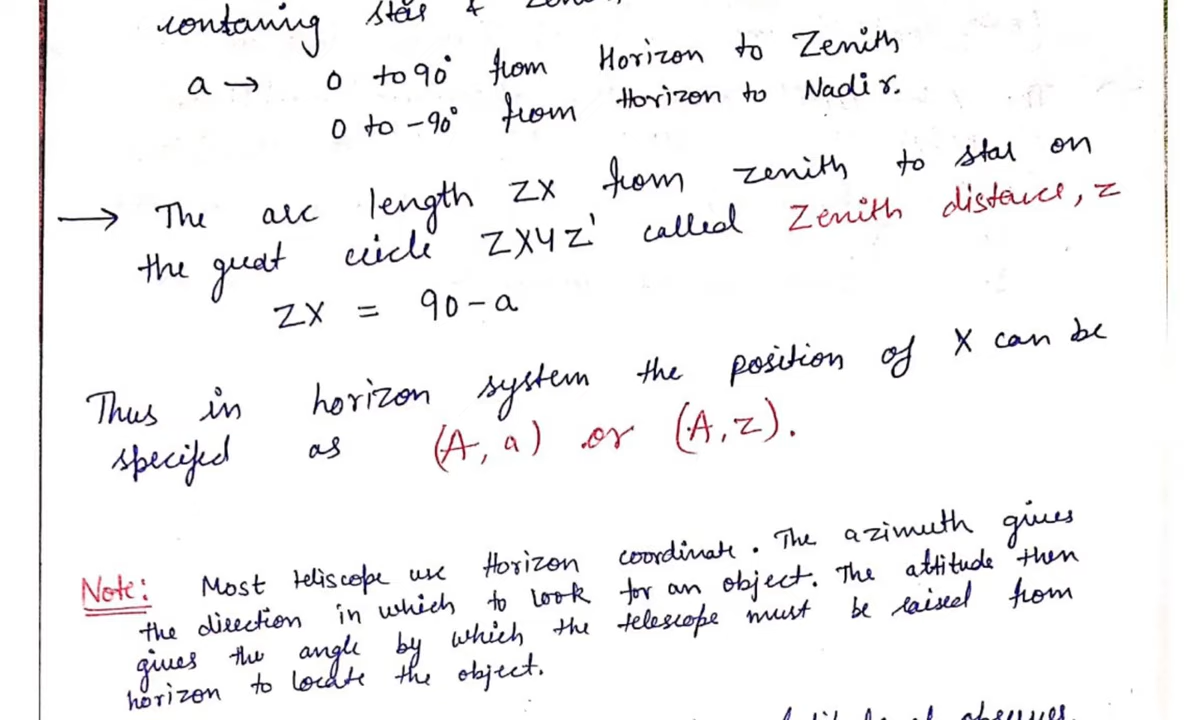 contaning star &
a → 0 to 90° from Horizon to Zenith
0 to -90° from Horizon to Nadir.
→ The arc length ZX from zenith to star on
the great circle ZXYZ' called Zenith distance, z
ZX = 90-a
Thus in horizon system the position of X can be
specified as (A, a) or (A, z).
Note: Most teliscope use Horizon coordinate. The azimuth gives
the direction in which to look for an object. The altitude then
gives the angle by which the telescope must be raised from
horizon to locate the object.